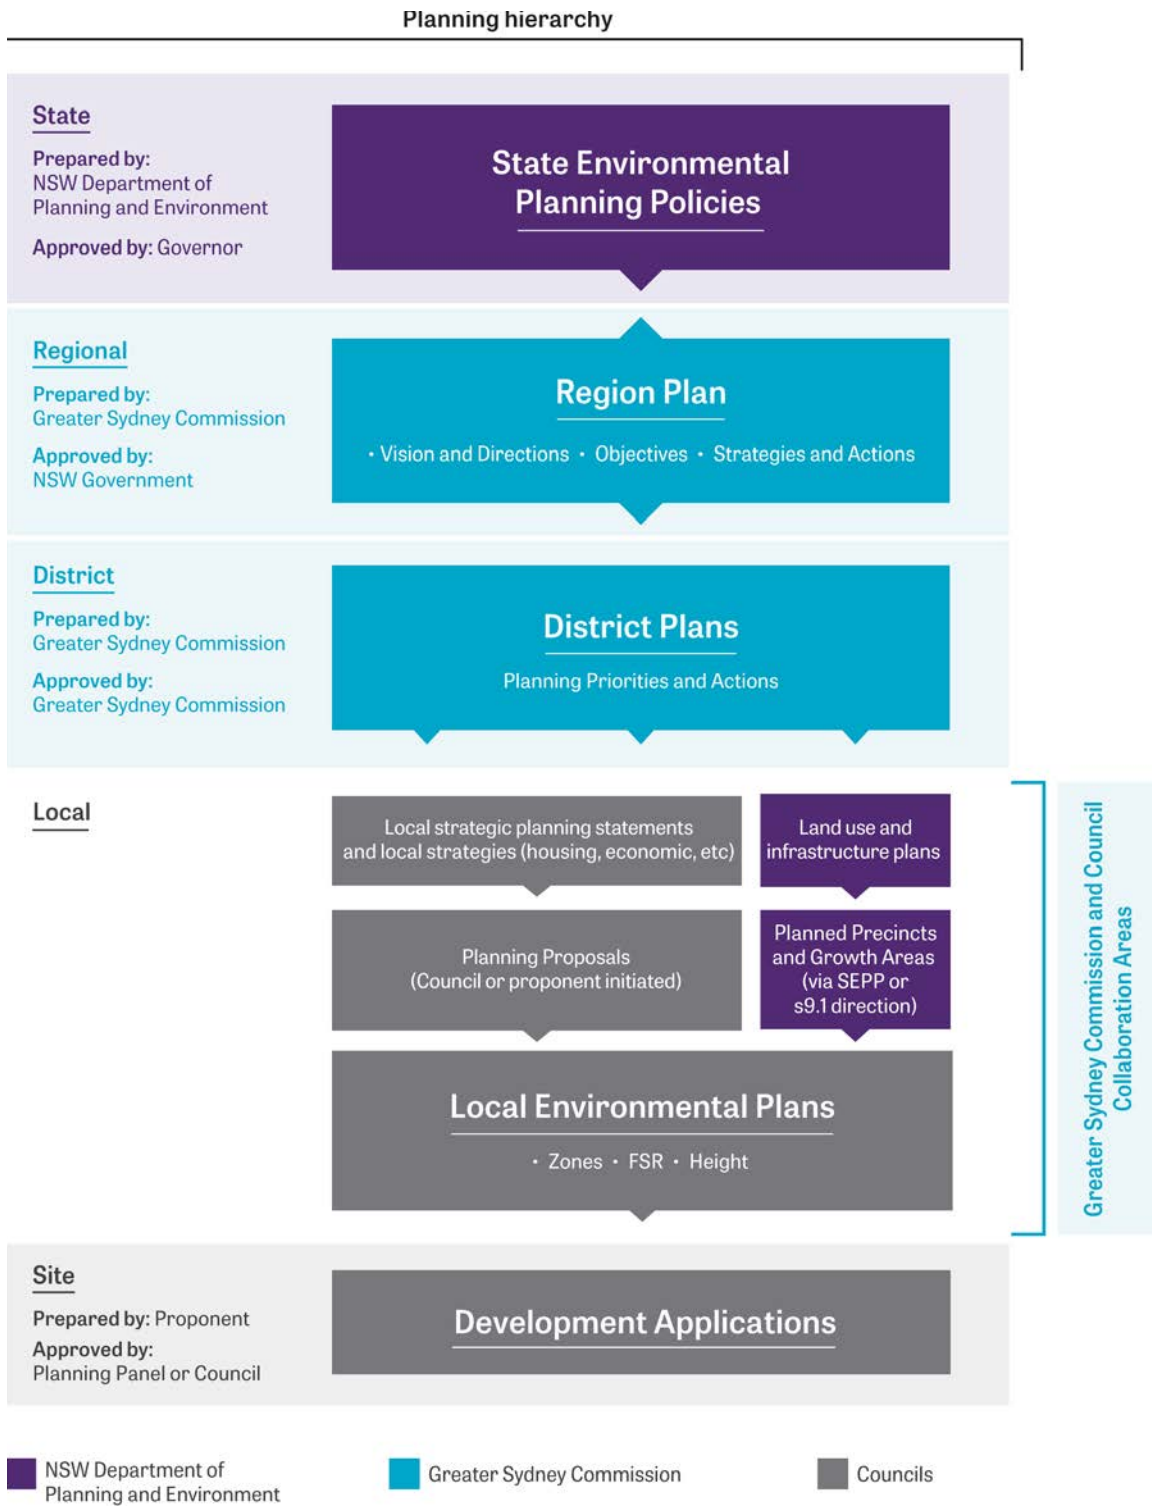 Planning hierarchy
State
Prepared by:
NSW Department of
Planning and Environment
Approved by: Governor
State Environmental
Planning Policies
Regional
Prepared by:
Greater Sydney Commission
Approved by:
NSW Government
Region Plan
• Vision and Directions • Objectives • Strategies and Actions
District
Prepared by:
Greater Sydney Commission
Approved by:
Greater Sydney Commission
District Plans
Planning Priorities and Actions
Local
Local strategic planning statements
and local strategies (housing, economic, etc)
Land use and
infrastructure plans
Planning Proposals
(Council or proponent initiated)
Planned Precincts
and Growth Areas
(via SEPP or
s9.1 direction)
Local Environmental Plans
• Zones • FSR • Height
Greater Sydney Commission and Council
Collaboration Areas
Site
Prepared by: Proponent
Approved by:
Planning Panel or Council
Development Applications
NSW Department of
Planning and Environment
Greater Sydney Commission
Councils